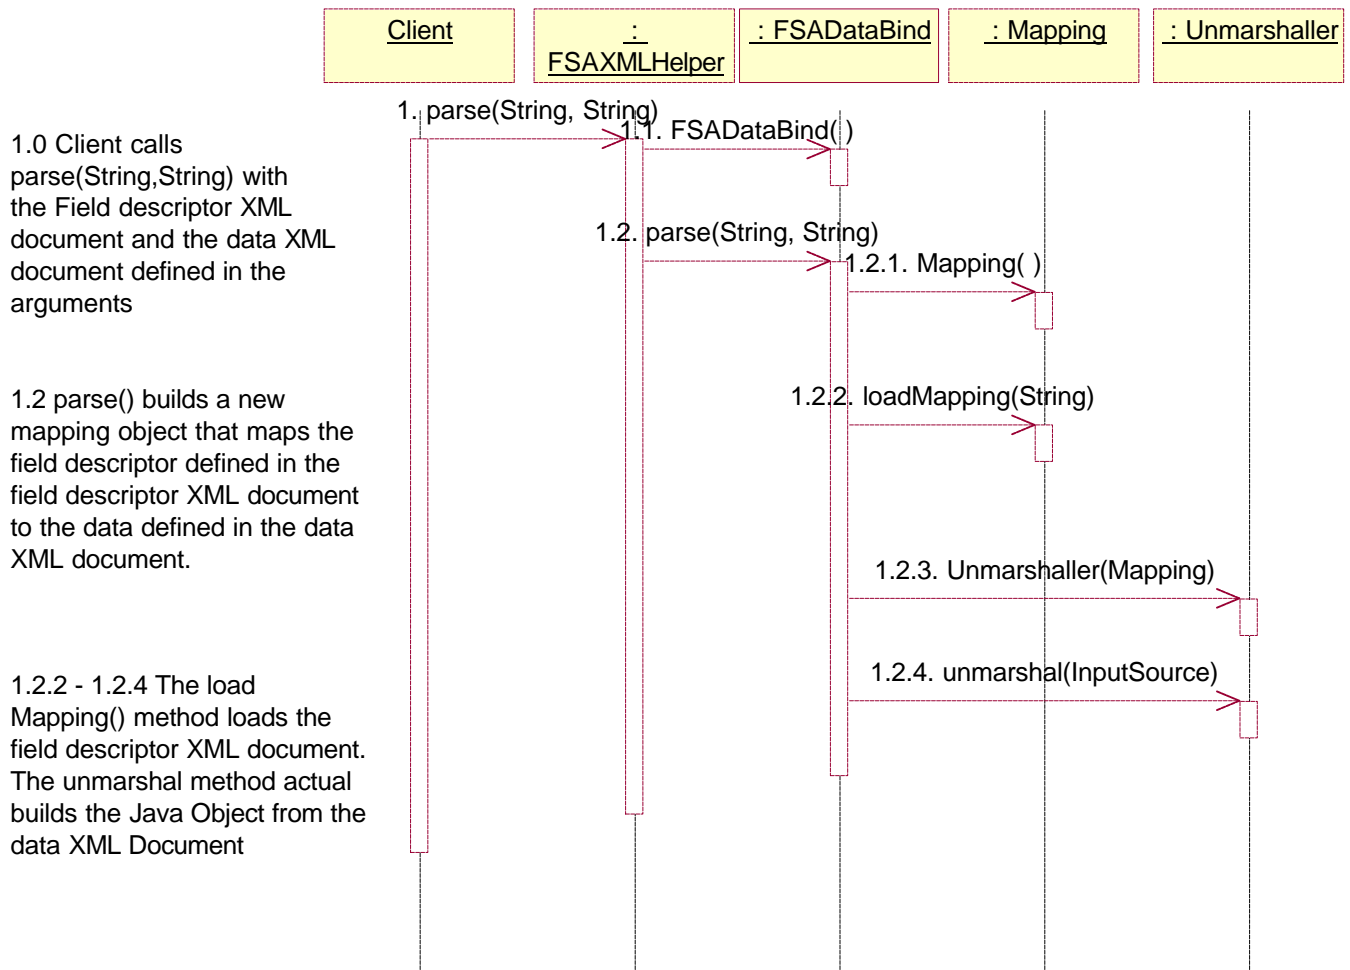 Client
:
FSAXMLHelper
: FSADataBind
: Mapping
: Unmarshaller
1. parse(String, String)
1.1. FSADataBind( )
1.0 Client calls
parse(String,String) with
the Field descriptor XML
document and the data XML
document defined in the
arguments
1.2. parse(String, String)
1.2.1. Mapping( )
1.2 parse() builds a new
mapping object that maps the
field descriptor defined in the
field descriptor XML document
to the data defined in the data
XML document.
1.2.2. loadMapping(String)
1.2.3. Unmarshaller(Mapping)
1.2.4. unmarshal(InputSource)
1.2.2 - 1.2.4 The load
Mapping() method loads the
field descriptor XML document.
The unmarshal method actual
builds the Java Object from the
data XML Document